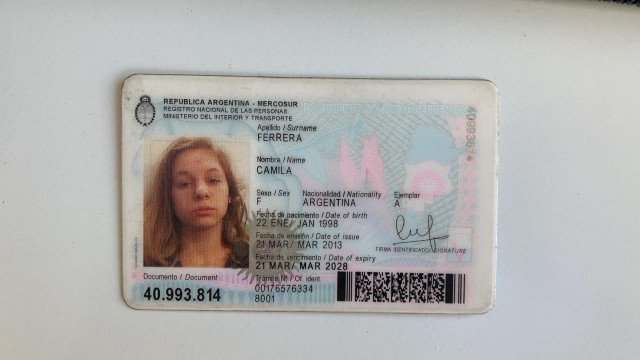 REPUBLICA ARGENTINA - MERCOSUR
REGISTRO NACIONAL DE LAS PERSONAS
MINISTERIO DEL INTERIOR Y TRANSPORTE
Apellido / Surname
FERRERA
Nombre / Name
CAMILA
Sexo / Sex Nacionalidad / Nationality Ejemplar
F ARGENTINA A
Fecha de nacimiento / Date of birth
22 ENE/ JAN 1998
Fecha de emisión / Date of issue
21 MAR/ MAR 2013
FIRMA IDENTIFICADO / SIGNATURE
Fecha de vencimiento / Date of expiry
21 MAR/ MAR 2028
Documento / Document
40.993.814
Trámite Nº / Of. ident.
00176576334
8001